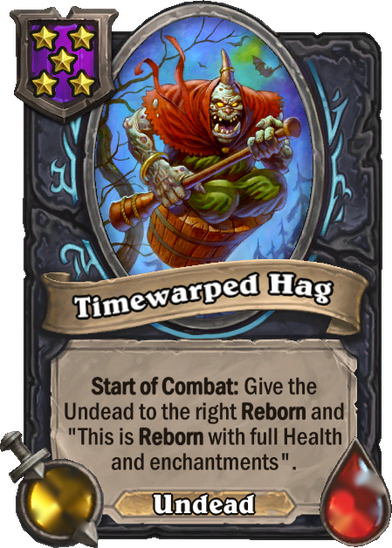 Timewarped Hag
Start of Combat: Give the
Undead to the right Reborn and
"This is Reborn with full Health
and enchantments".
Undead